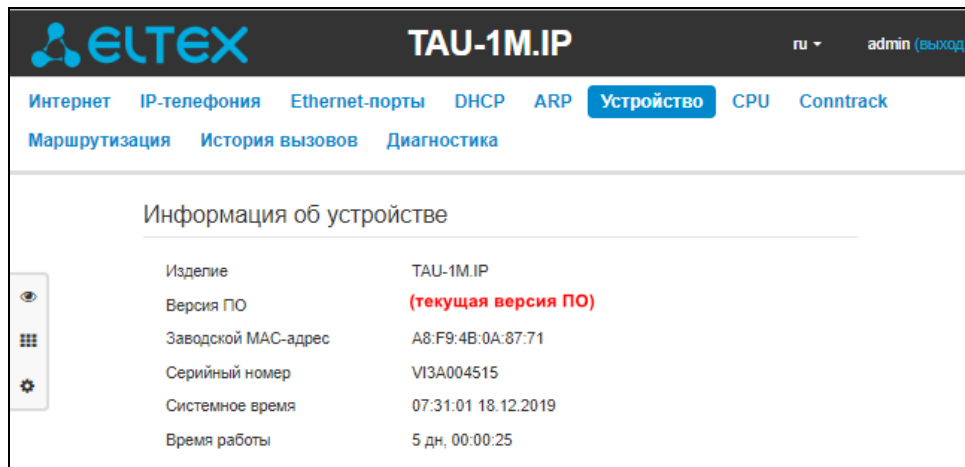 ELTEX TAU-1M.IP ru admin (выход
Интернет IP-телефония Ethernet-порты DHCP ARP Устройство CPU Conntrack
Маршрутизация История вызовов Диагностика
Информация об устройстве
Изделие TAU-1M.IP
Версия ПО (текущая версия ПО)
Заводской MAC-адрес A8:F9:4B:0A:87:71
Серийный номер VI3A004515
Системное время 07:31:01 18.12.2019
Время работы 5 дн, 00:00:25